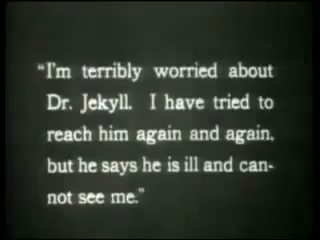 "I'm terribly worried about
Dr. Jekyll. I have tried to
reach him again and again,
but he says he is ill and can-
not see me."